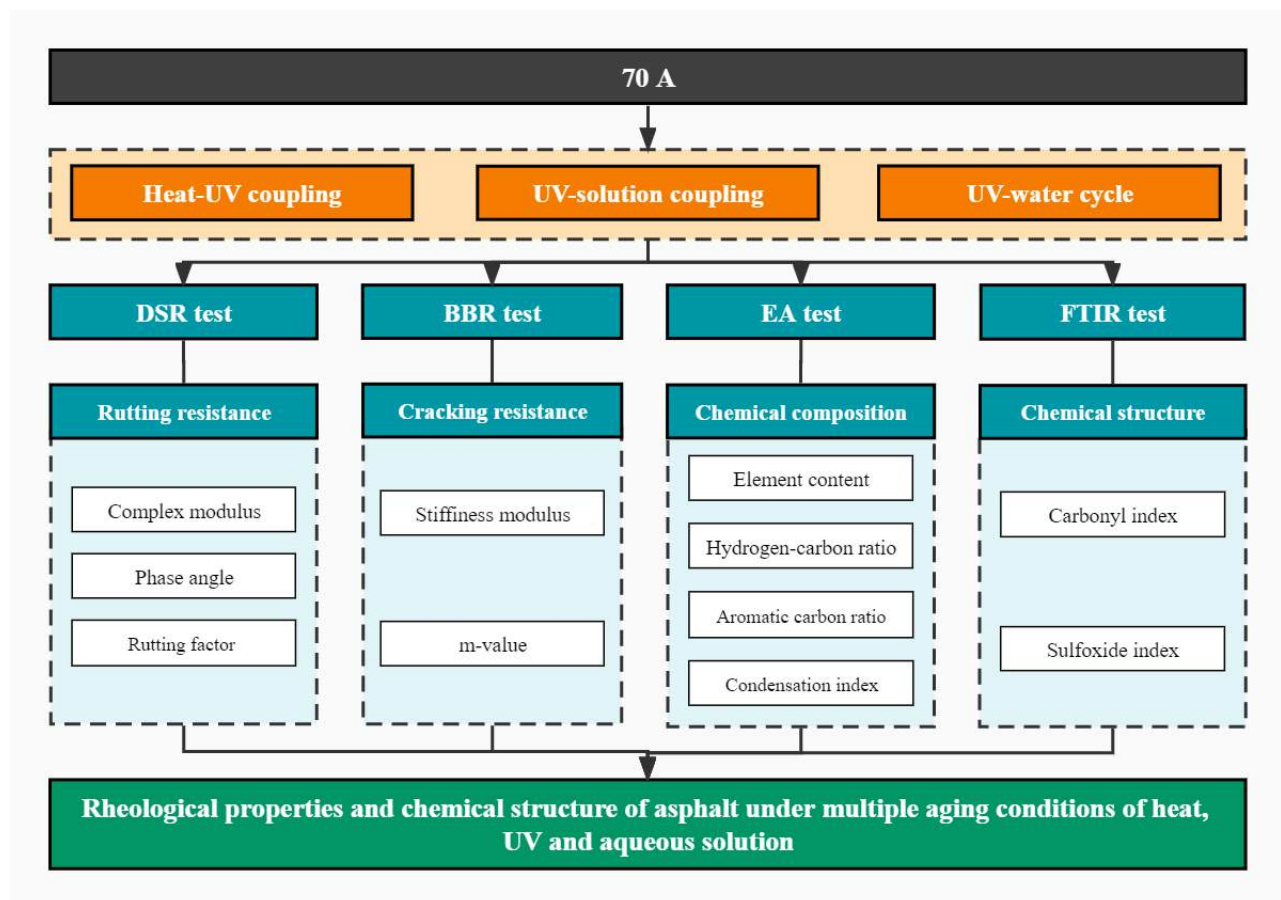 70 A
Heat-UV coupling
UV-solution coupling
UV-water cycle
DSR test
BBR test
EA test
FTIR test
Rutting resistance
Cracking resistance
Chemical composition
Chemical structure
Complex modulus
Phase angle
Rutting factor
Stiffiness modulus
m-value
Element content
Hydrogen-carbon ratio
Aromatic carbon ratio
Condensation index
Carbonyl index
Sulfoxide index
Rheological properties and chemical structure of asphalt under multiple aging conditions of heat,
UV and aqueous solution